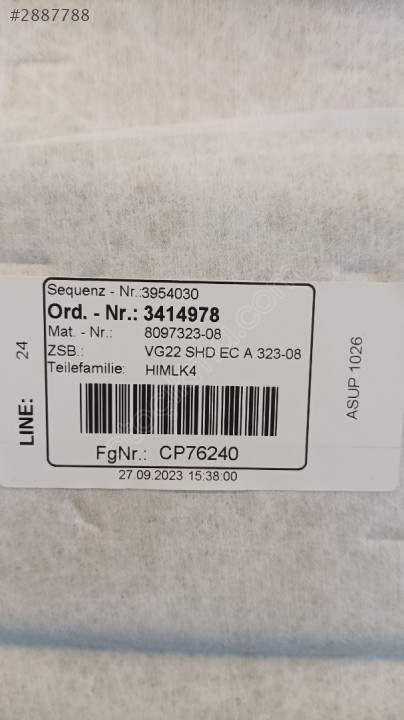 #2887788
Sequenz - Nr.:3954030
Ord. - Nr.: 3414978
Mat. - Nr.: 8097323-08
ZSB.: VG22 SHD EC A 323-08
Teilefamilie: HIMLK4
FgNr.: CP76240
27.09.2023 15:38:00
LINE: 24
ASUP 1026